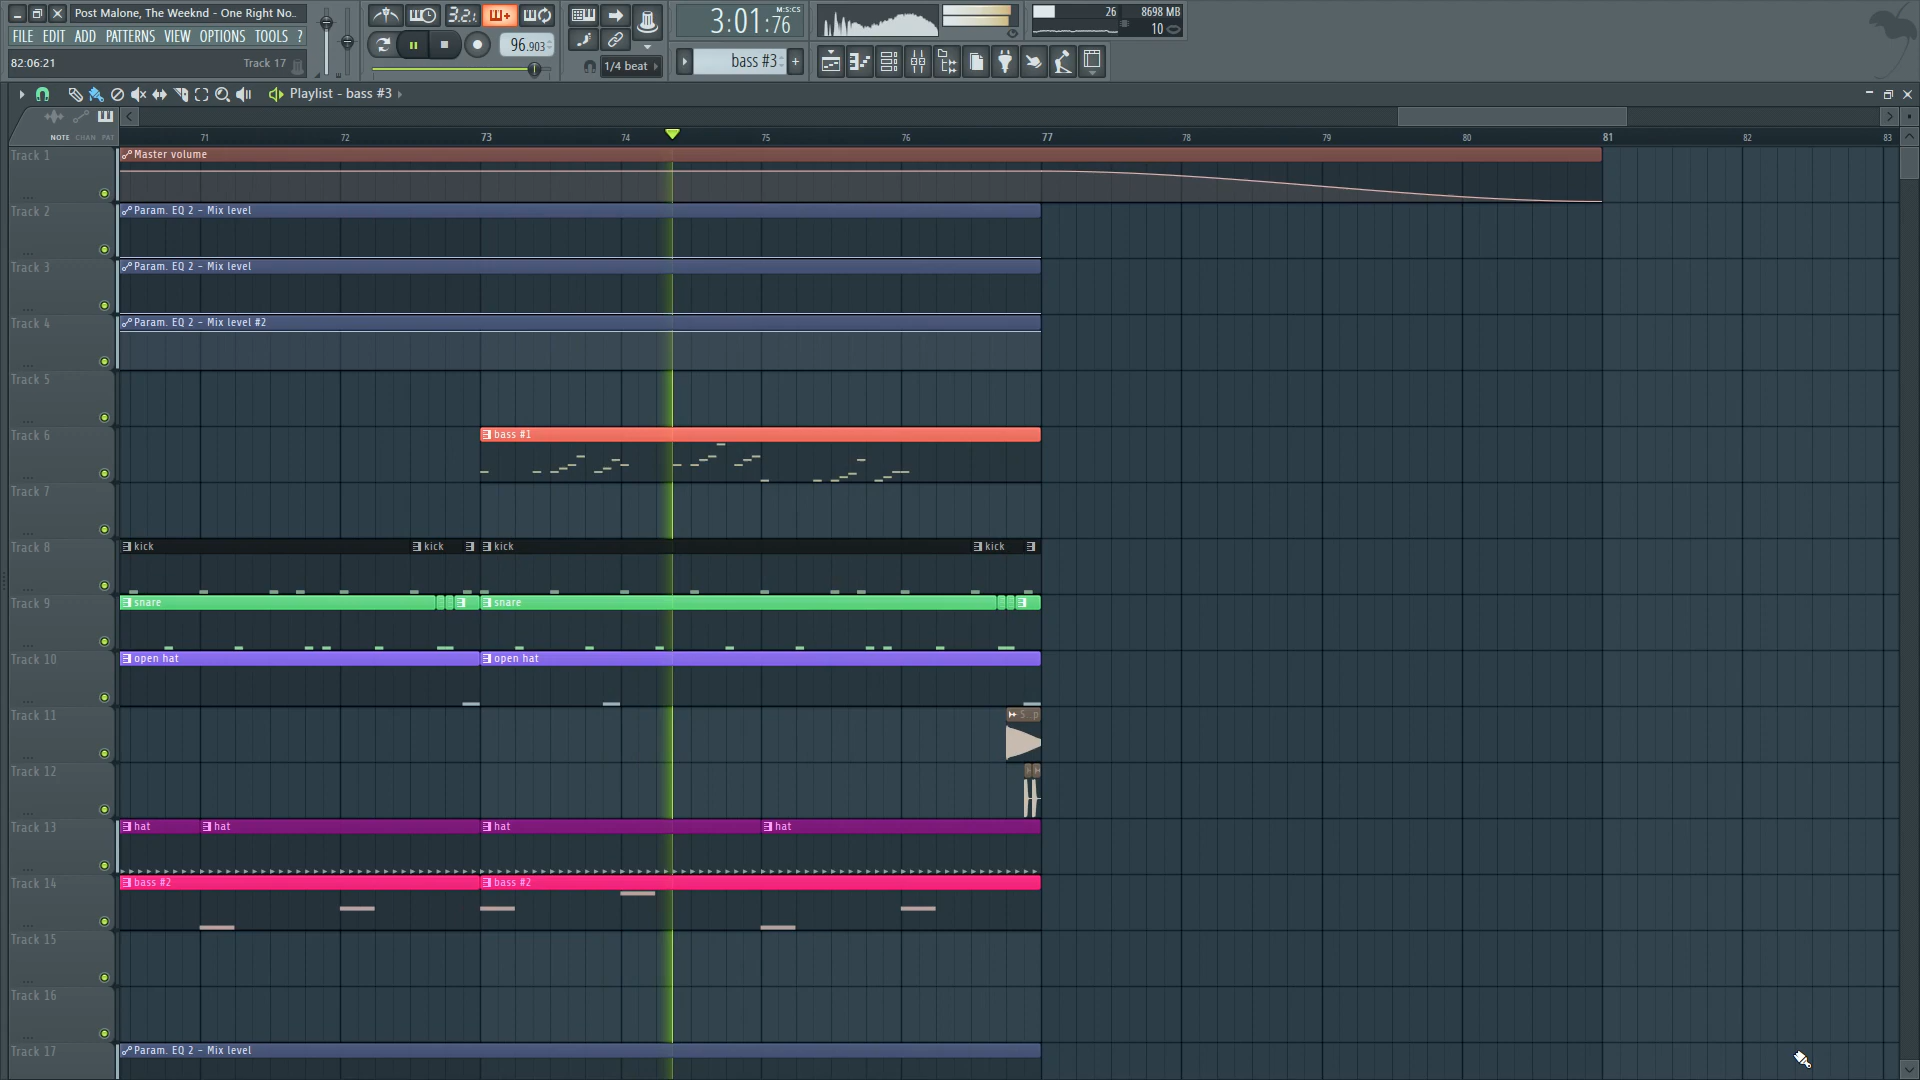 Post Malone, The Weeknd - One Right No..
FILE EDIT ADD PATTERNS VIEW OPTIONS TOOLS ?
82:06:21 Track 17
3.2.
96.903
1/4 beat
3:01:76 M:S:CS
bass #3 +
26 8698 MB
10
Playlist - bass #3
NOTE CHAN PAT
71 72 73 74 75 76 77 78 79 80 81 82 83
Track 1 Master volume
Track 2 Param. EQ 2 - Mix level
Track 3 Param. EQ 2 - Mix level
Track 4 Param. EQ 2 - Mix level #2
Track 5
Track 6 bass #1
Track 7
Track 8 kick kick kick kick
Track 9 snare snare
Track 10 open hat open hat
Track 11
Track 12
Track 13 hat hat hat hat
Track 14 bass #2 bass #2
Track 15
Track 16
Track 17 Param. EQ 2 - Mix level